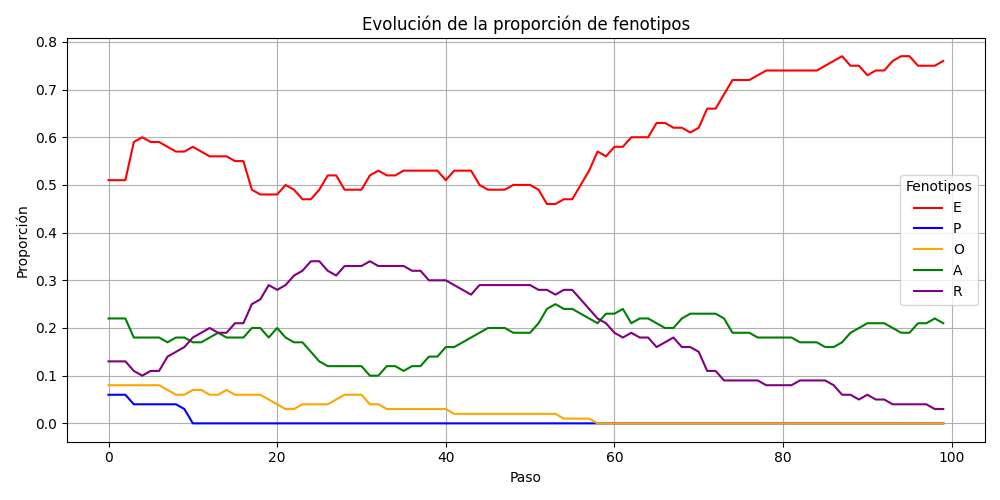 Evolución de la proporción de fenotipos
Proporción
0.8
0.7
0.6
0.5
0.4
0.3
0.2
0.1
0.0
0 20 40 60 80 100
Paso
Fenotipos
E
P
O
A
R